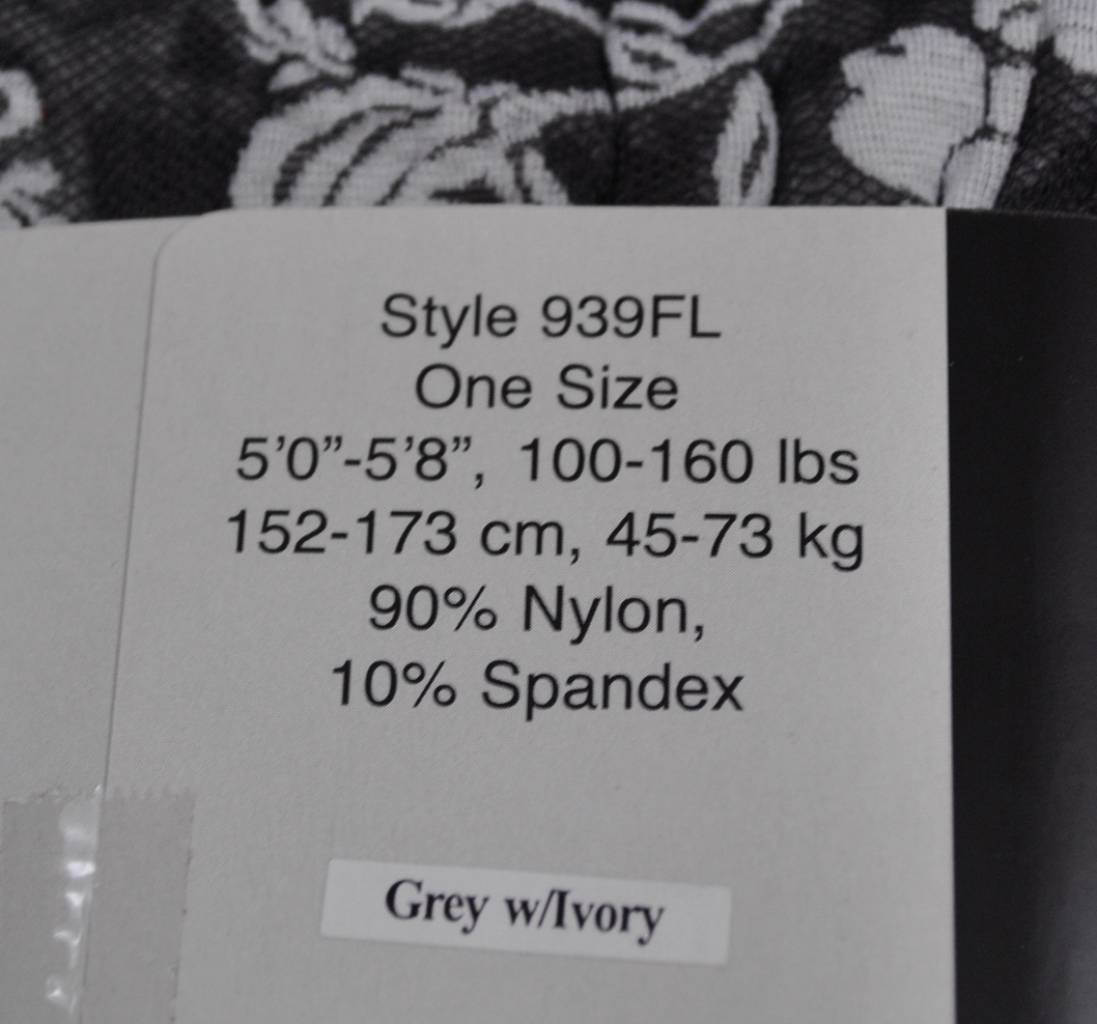 Style 939FL
One Size
5’0”-5’8”, 100-160 lbs
152-173 cm, 45-73 kg
90% Nylon,
10% Spandex
Grey w/Ivory